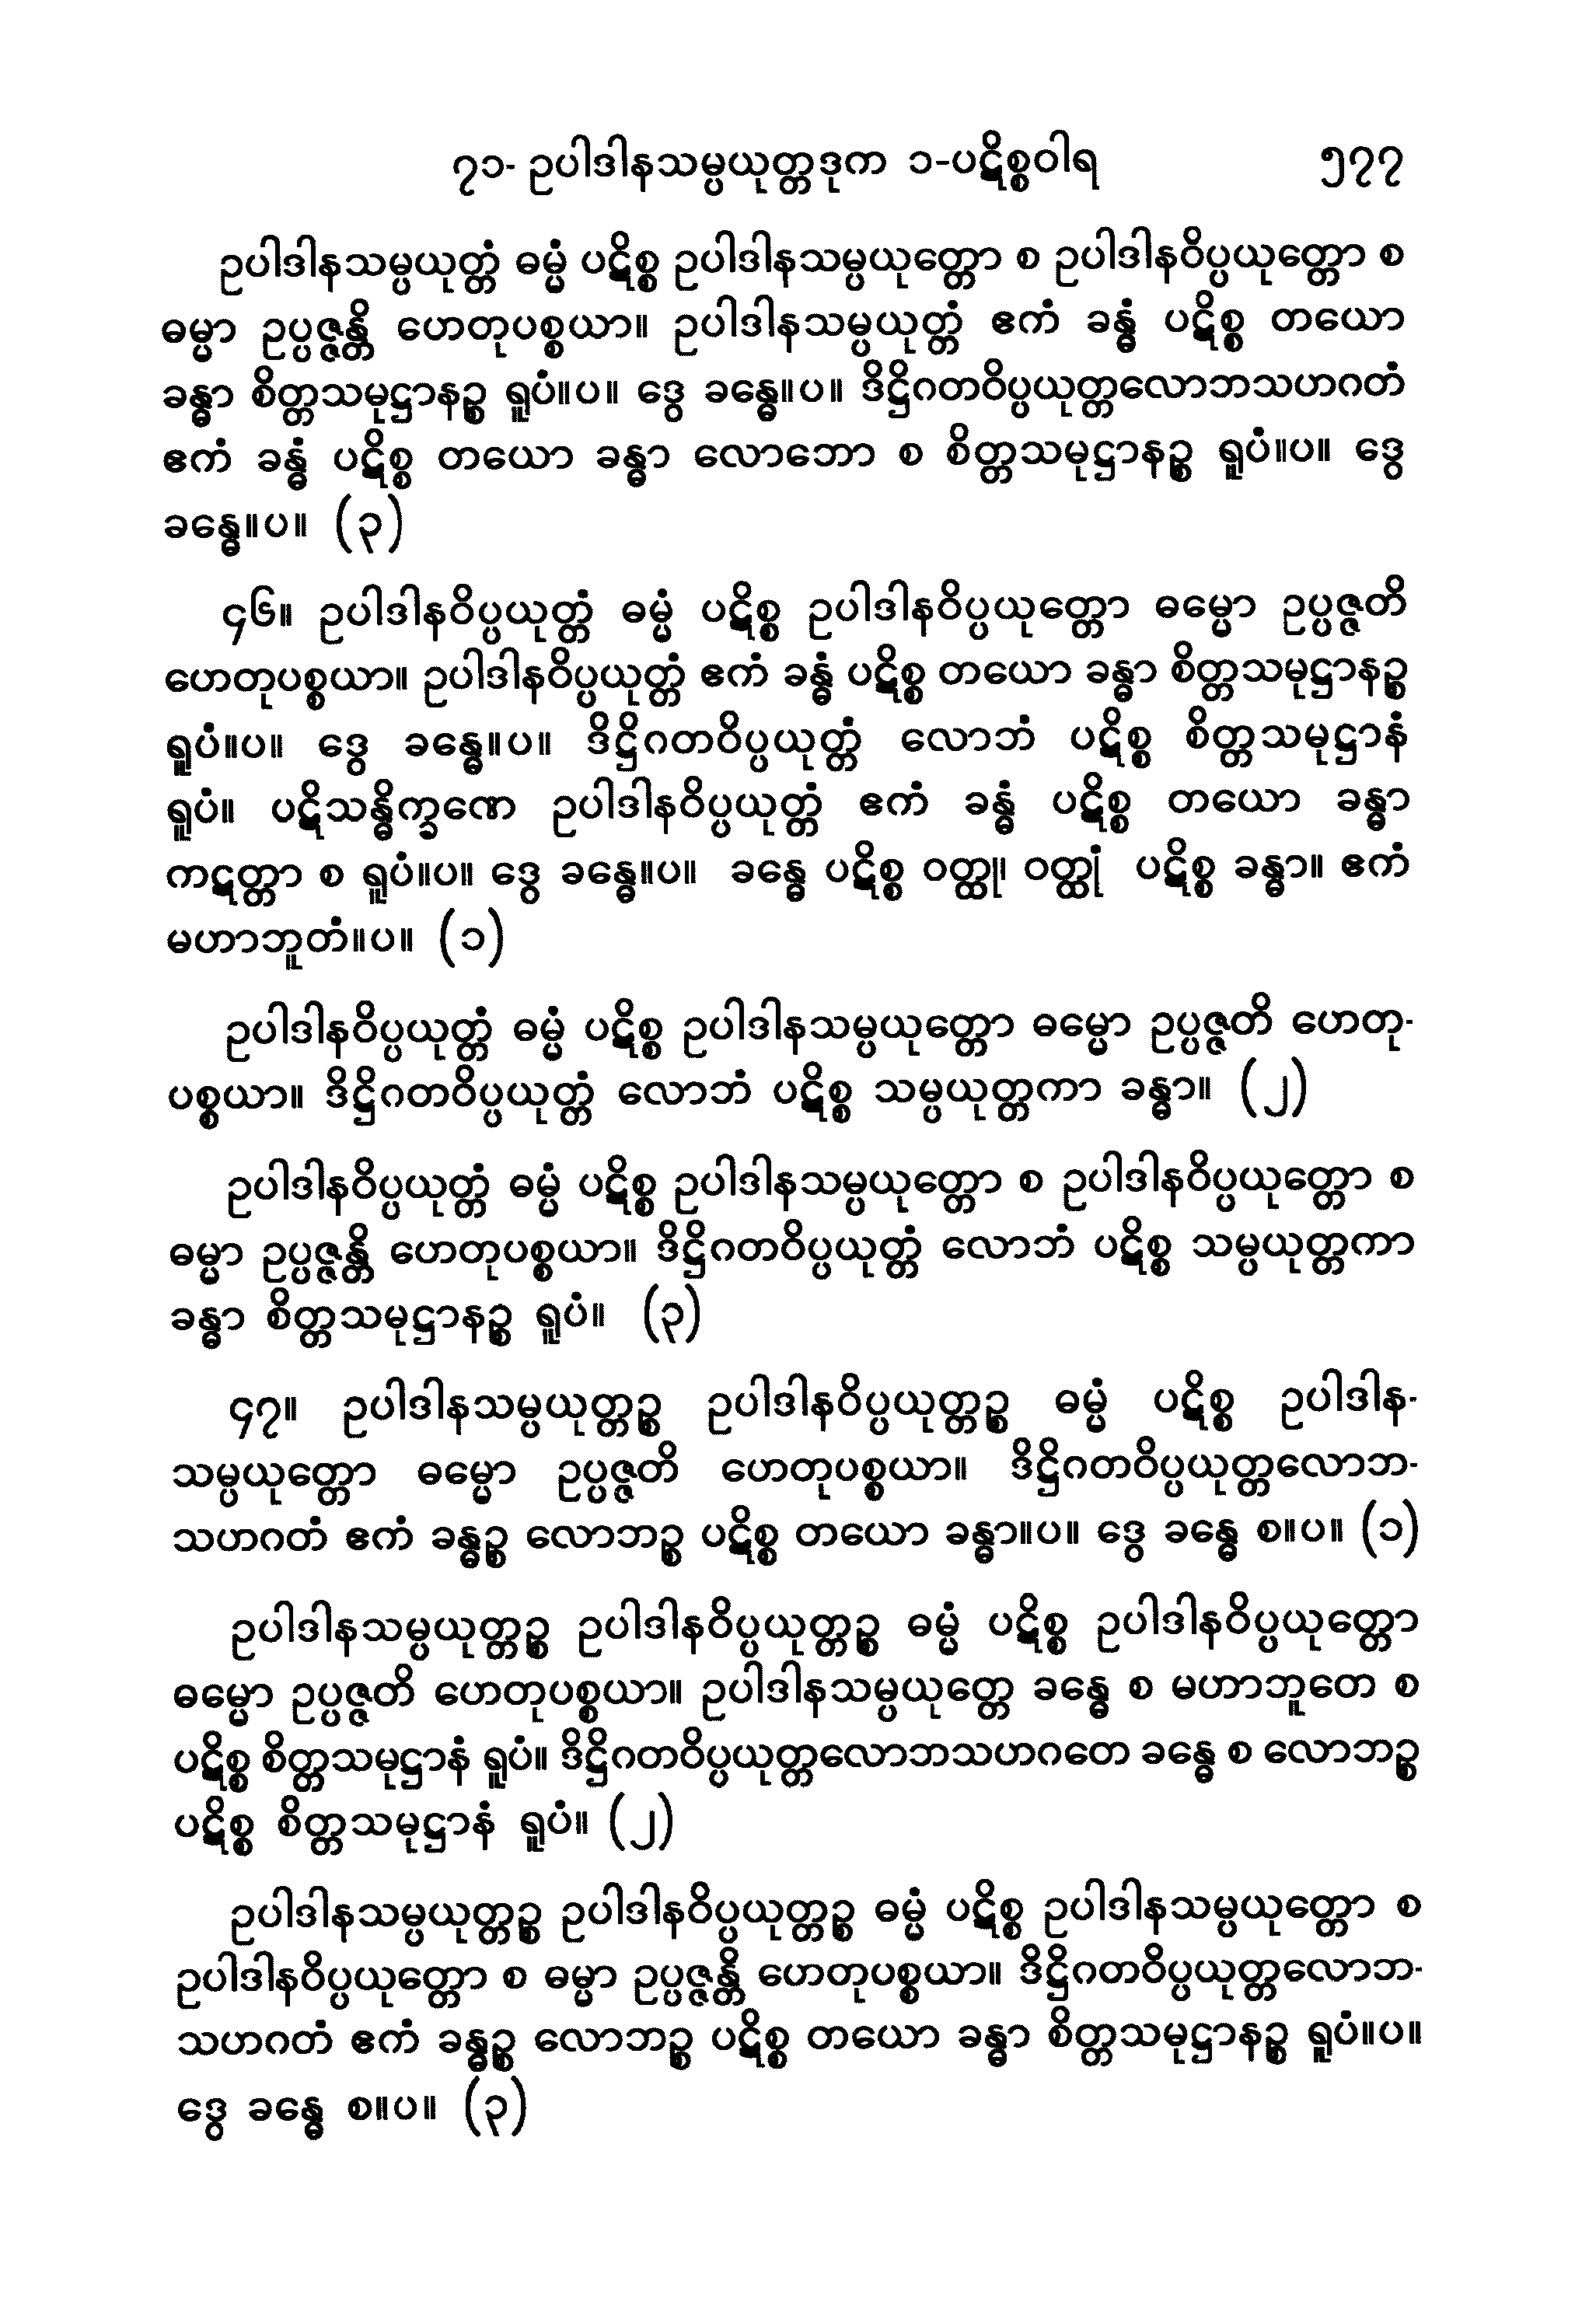 ၇၁- ဥပါဒါနသမ္ပယုတ္တဒုက ၁-ပဋိစ္စဝါရ ၅၇၇
ဥပါဒါနသမ္ပယုတ္တံ ဓမ္မံ ပဋိစ္စ ဥပါဒါနသမ္ပယုတ္တော စ ဥပါဒါနဝိပ္ပယုတ္တော စ
ဓမ္မာ ဥပ္ပဇ္ဇန္တိ ဟေတုပစ္စယာ။ ဥပါဒါနသမ္ပယုတ္တံ ဧကံ ခန္ဓံ ပဋိစ္စ တယော
ခန္ဓာ စိတ္တသမုဋ္ဌာနဉ္စ ရူပံ။ပ။ ဒွေ ခန္ဓေ။ပ။ ဒိဋ္ဌိဂတဝိပ္ပယုတ္တလောဘသဟဂတံ
ဧကံ ခန္ဓံ ပဋိစ္စ တယော ခန္ဓာ လောဘော စ စိတ္တသမုဋ္ဌာနဉ္စ ရူပံ။ပ။ ဒွေ
ခန္ဓေ။ပ။ (၃)
၄၆။ ဥပါဒါနဝိပ္ပယုတ္တံ ဓမ္မံ ပဋိစ္စ ဥပါဒါနဝိပ္ပယုတ္တော ဓမ္မော ဥပ္ပဇ္ဇတိ
ဟေတုပစ္စယာ။ ဥပါဒါနဝိပ္ပယုတ္တံ ဧကံ ခန္ဓံ ပဋိစ္စ တယော ခန္ဓာ စိတ္တသမုဋ္ဌာနဉ္စ
ရူပံ။ပ။ ဒွေ ခန္ဓေ။ပ။ ဒိဋ္ဌိဂတဝိပ္ပယုတ္တံ လောဘံ ပဋိစ္စ စိတ္တသမုဋ္ဌာနံ
ရူပံ။ ပဋိသန္ဓိက္ခဏေ ဥပါဒါနဝိပ္ပယုတ္တံ ဧကံ ခန္ဓံ ပဋိစ္စ တယော ခန္ဓာ
ကဋတ္တာ စ ရူပံ။ပ။ ဒွေ ခန္ဓေ။ပ။ ခန္ဓေ ပဋိစ္စ ဝတ္ထု၊ ဝတ္ထုံ ပဋိစ္စ ခန္ဓာ။ ဧကံ
မဟာဘူတံ။ပ။ (၁)
ဥပါဒါနဝိပ္ပယုတ္တံ ဓမ္မံ ပဋိစ္စ ဥပါဒါနသမ္ပယုတ္တော ဓမ္မော ဥပ္ပဇ္ဇတိ ဟေတု-
ပစ္စယာ။ ဒိဋ္ဌိဂတဝိပ္ပယုတ္တံ လောဘံ ပဋိစ္စ သမ္ပယုတ္တကာ ခန္ဓာ။ (၂)
ဥပါဒါနဝိပ္ပယုတ္တံ ဓမ္မံ ပဋိစ္စ ဥပါဒါနသမ္ပယုတ္တော စ ဥပါဒါနဝိပ္ပယုတ္တော စ
ဓမ္မာ ဥပ္ပဇ္ဇန္တိ ဟေတုပစ္စယာ။ ဒိဋ္ဌိဂတဝိပ္ပယုတ္တံ လောဘံ ပဋိစ္စ သမ္ပယုတ္တကာ
ခန္ဓာ စိတ္တသမုဋ္ဌာနဉ္စ ရူပံ။ (၃)
၄၇။ ဥပါဒါနသမ္ပယုတ္တဉ္စ ဥပါဒါနဝိပ္ပယုတ္တဉ္စ ဓမ္မံ ပဋိစ္စ ဥပါဒါန-
သမ္ပယုတ္တော ဓမ္မော ဥပ္ပဇ္ဇတိ ဟေတုပစ္စယာ။ ဒိဋ္ဌိဂတဝိပ္ပယုတ္တလောဘ-
သဟဂတံ ဧကံ ခန္ဓဉ္စ လောဘဉ္စ ပဋိစ္စ တယော ခန္ဓာ။ပ။ ဒွေ ခန္ဓေ စ။ပ။ (၁)
ဥပါဒါနသမ္ပယုတ္တဉ္စ ဥပါဒါနဝိပ္ပယုတ္တဉ္စ ဓမ္မံ ပဋိစ္စ ဥပါဒါနဝိပ္ပယုတ္တော
ဓမ္မော ဥပ္ပဇ္ဇတိ ဟေတုပစ္စယာ။ ဥပါဒါနသမ္ပယုတ္တေ ခန္ဓေ စ မဟာဘူတေ စ
ပဋိစ္စ စိတ္တသမုဋ္ဌာနံ ရူပံ။ ဒိဋ္ဌိဂတဝိပ္ပယုတ္တလောဘသဟဂတေ ခန္ဓေ စ လောဘဉ္စ
ပဋိစ္စ စိတ္တသမုဋ္ဌာနံ ရူပံ။ (၂)
ဥပါဒါနသမ္ပယုတ္တဉ္စ ဥပါဒါနဝိပ္ပယုတ္တဉ္စ ဓမ္မံ ပဋိစ္စ ဥပါဒါနသမ္ပယုတ္တော စ
ဥပါဒါနဝိပ္ပယုတ္တော စ ဓမ္မာ ဥပ္ပဇ္ဇန္တိ ဟေတုပစ္စယာ။ ဒိဋ္ဌိဂတဝိပ္ပယုတ္တလောဘ-
သဟဂတံ ဧကံ ခန္ဓဉ္စ လောဘဉ္စ ပဋိစ္စ တယော ခန္ဓာ စိတ္တသမုဋ္ဌာနဉ္စ ရူပံ။ပ။
ဒွေ ခန္ဓေ စ။ပ။ (၃)